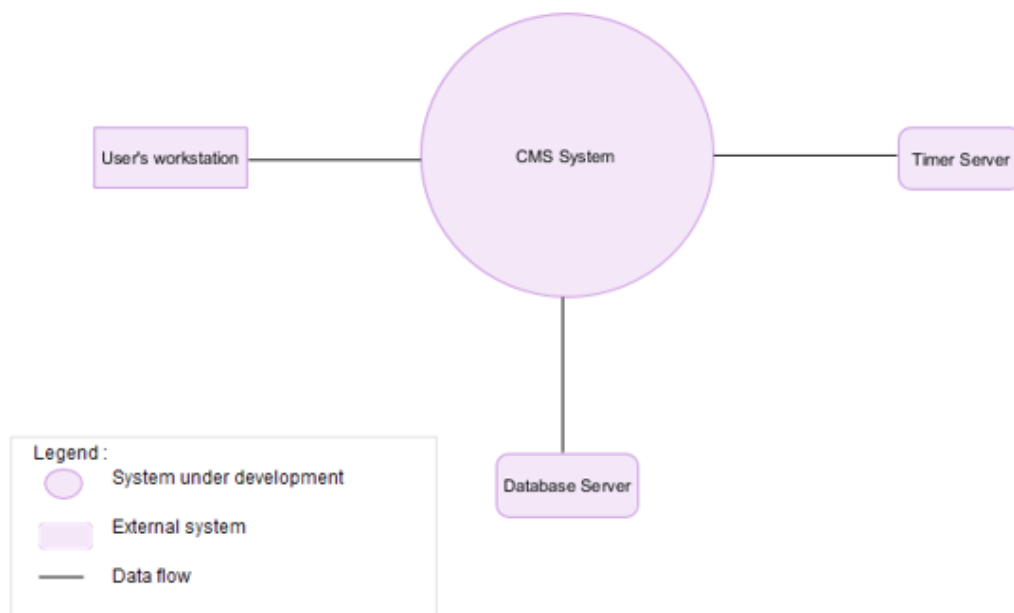 User's workstation
CMS System
Timer Server
Database Server
Legend :
System under development
External system
Data flow